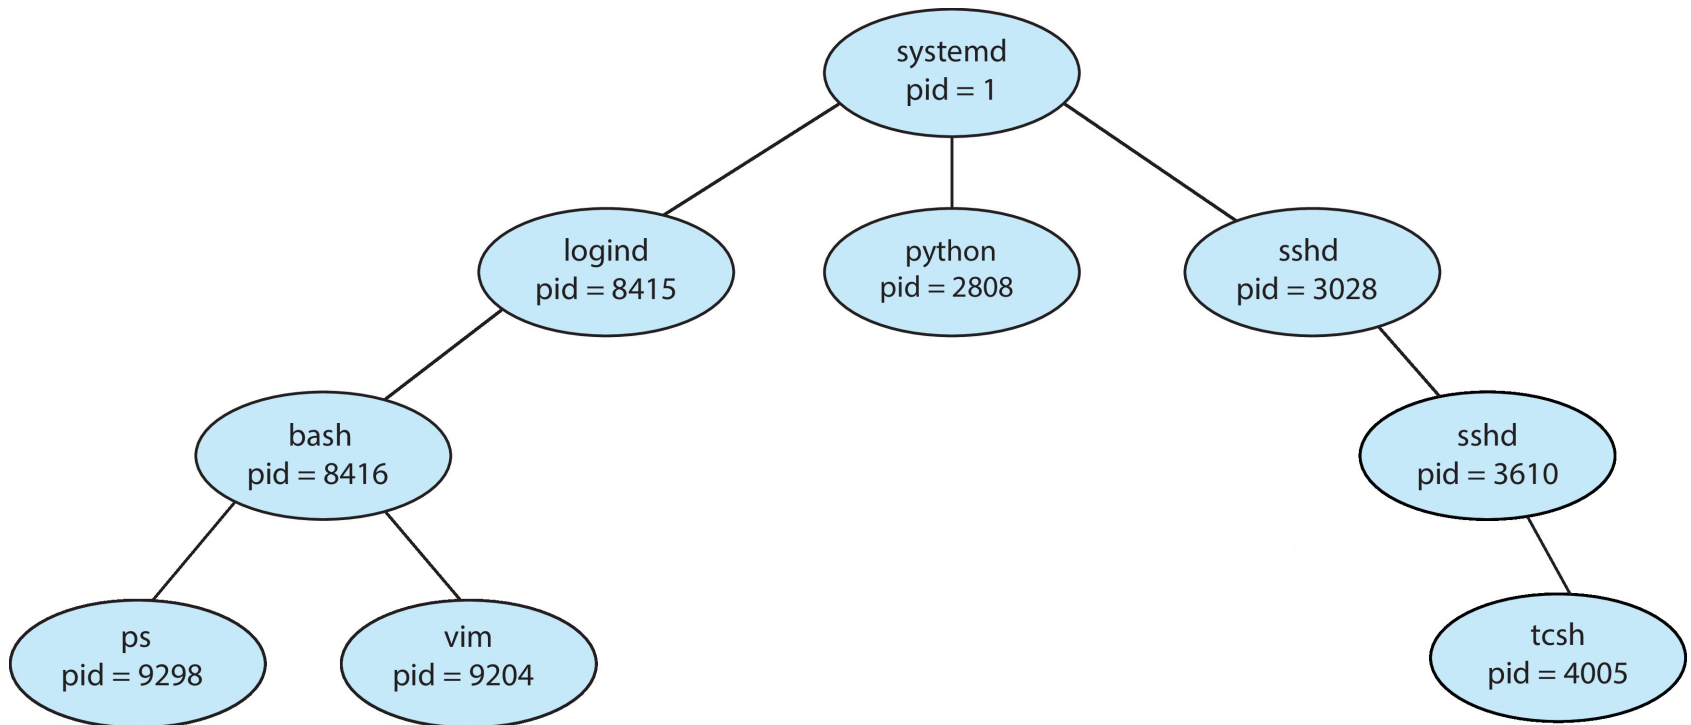 systemd
pid = 1
logind
pid = 8415
python
pid = 2808
sshd
pid = 3028
bash
pid = 8416
sshd
pid = 3610
ps
pid = 9298
vim
pid = 9204
tcsh
pid = 4005